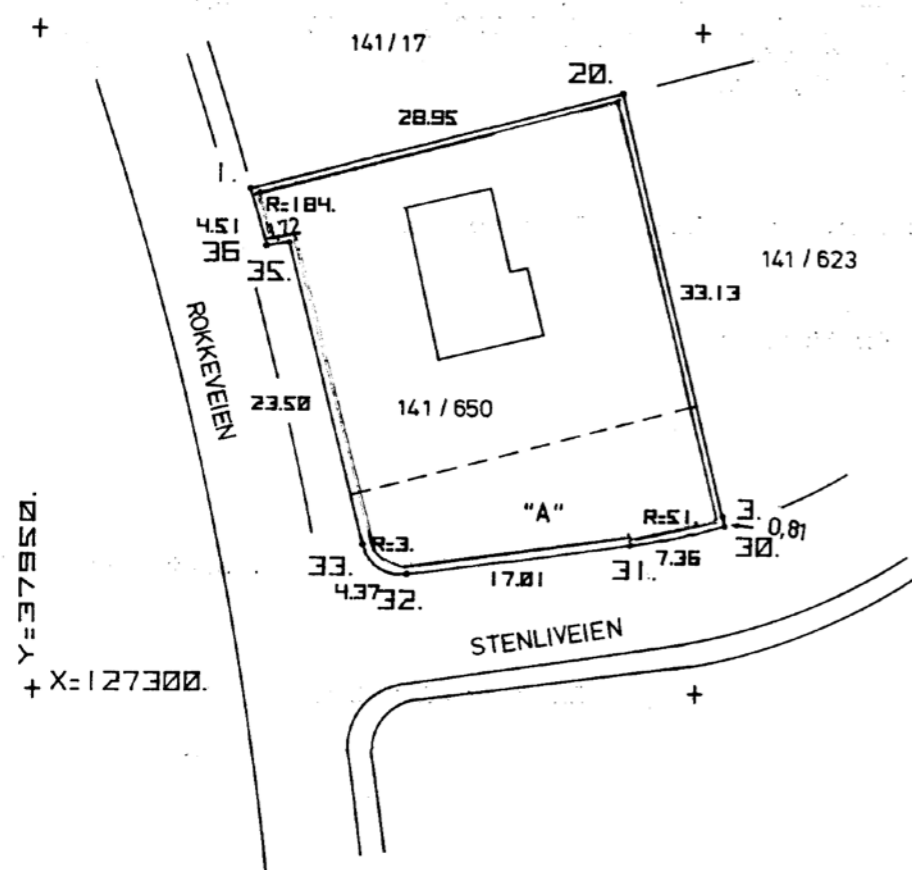 141/17
20.
28.95
1.
R=184.
4.51
1,72
36
35.
141 / 623
33.13
ROKKEVEIEN
23.50
141 / 650
"A"
R=51.
3.
0,81
30.
R=3.
33.
31.
7.36
17.01
4.37
32.
STENLIVEIEN
Y=37950.
X=127300.